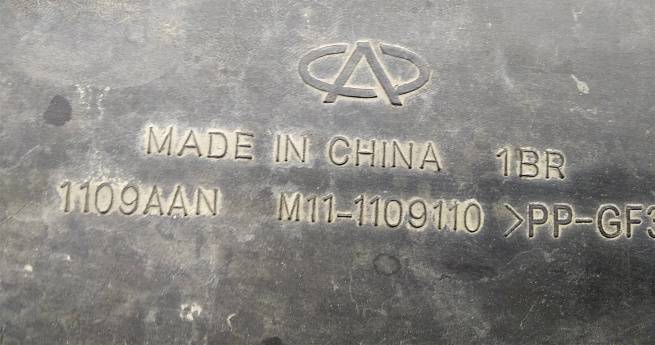 MADE IN CHINA 1BR
1109AAN M11-1109110 >PP-GF3